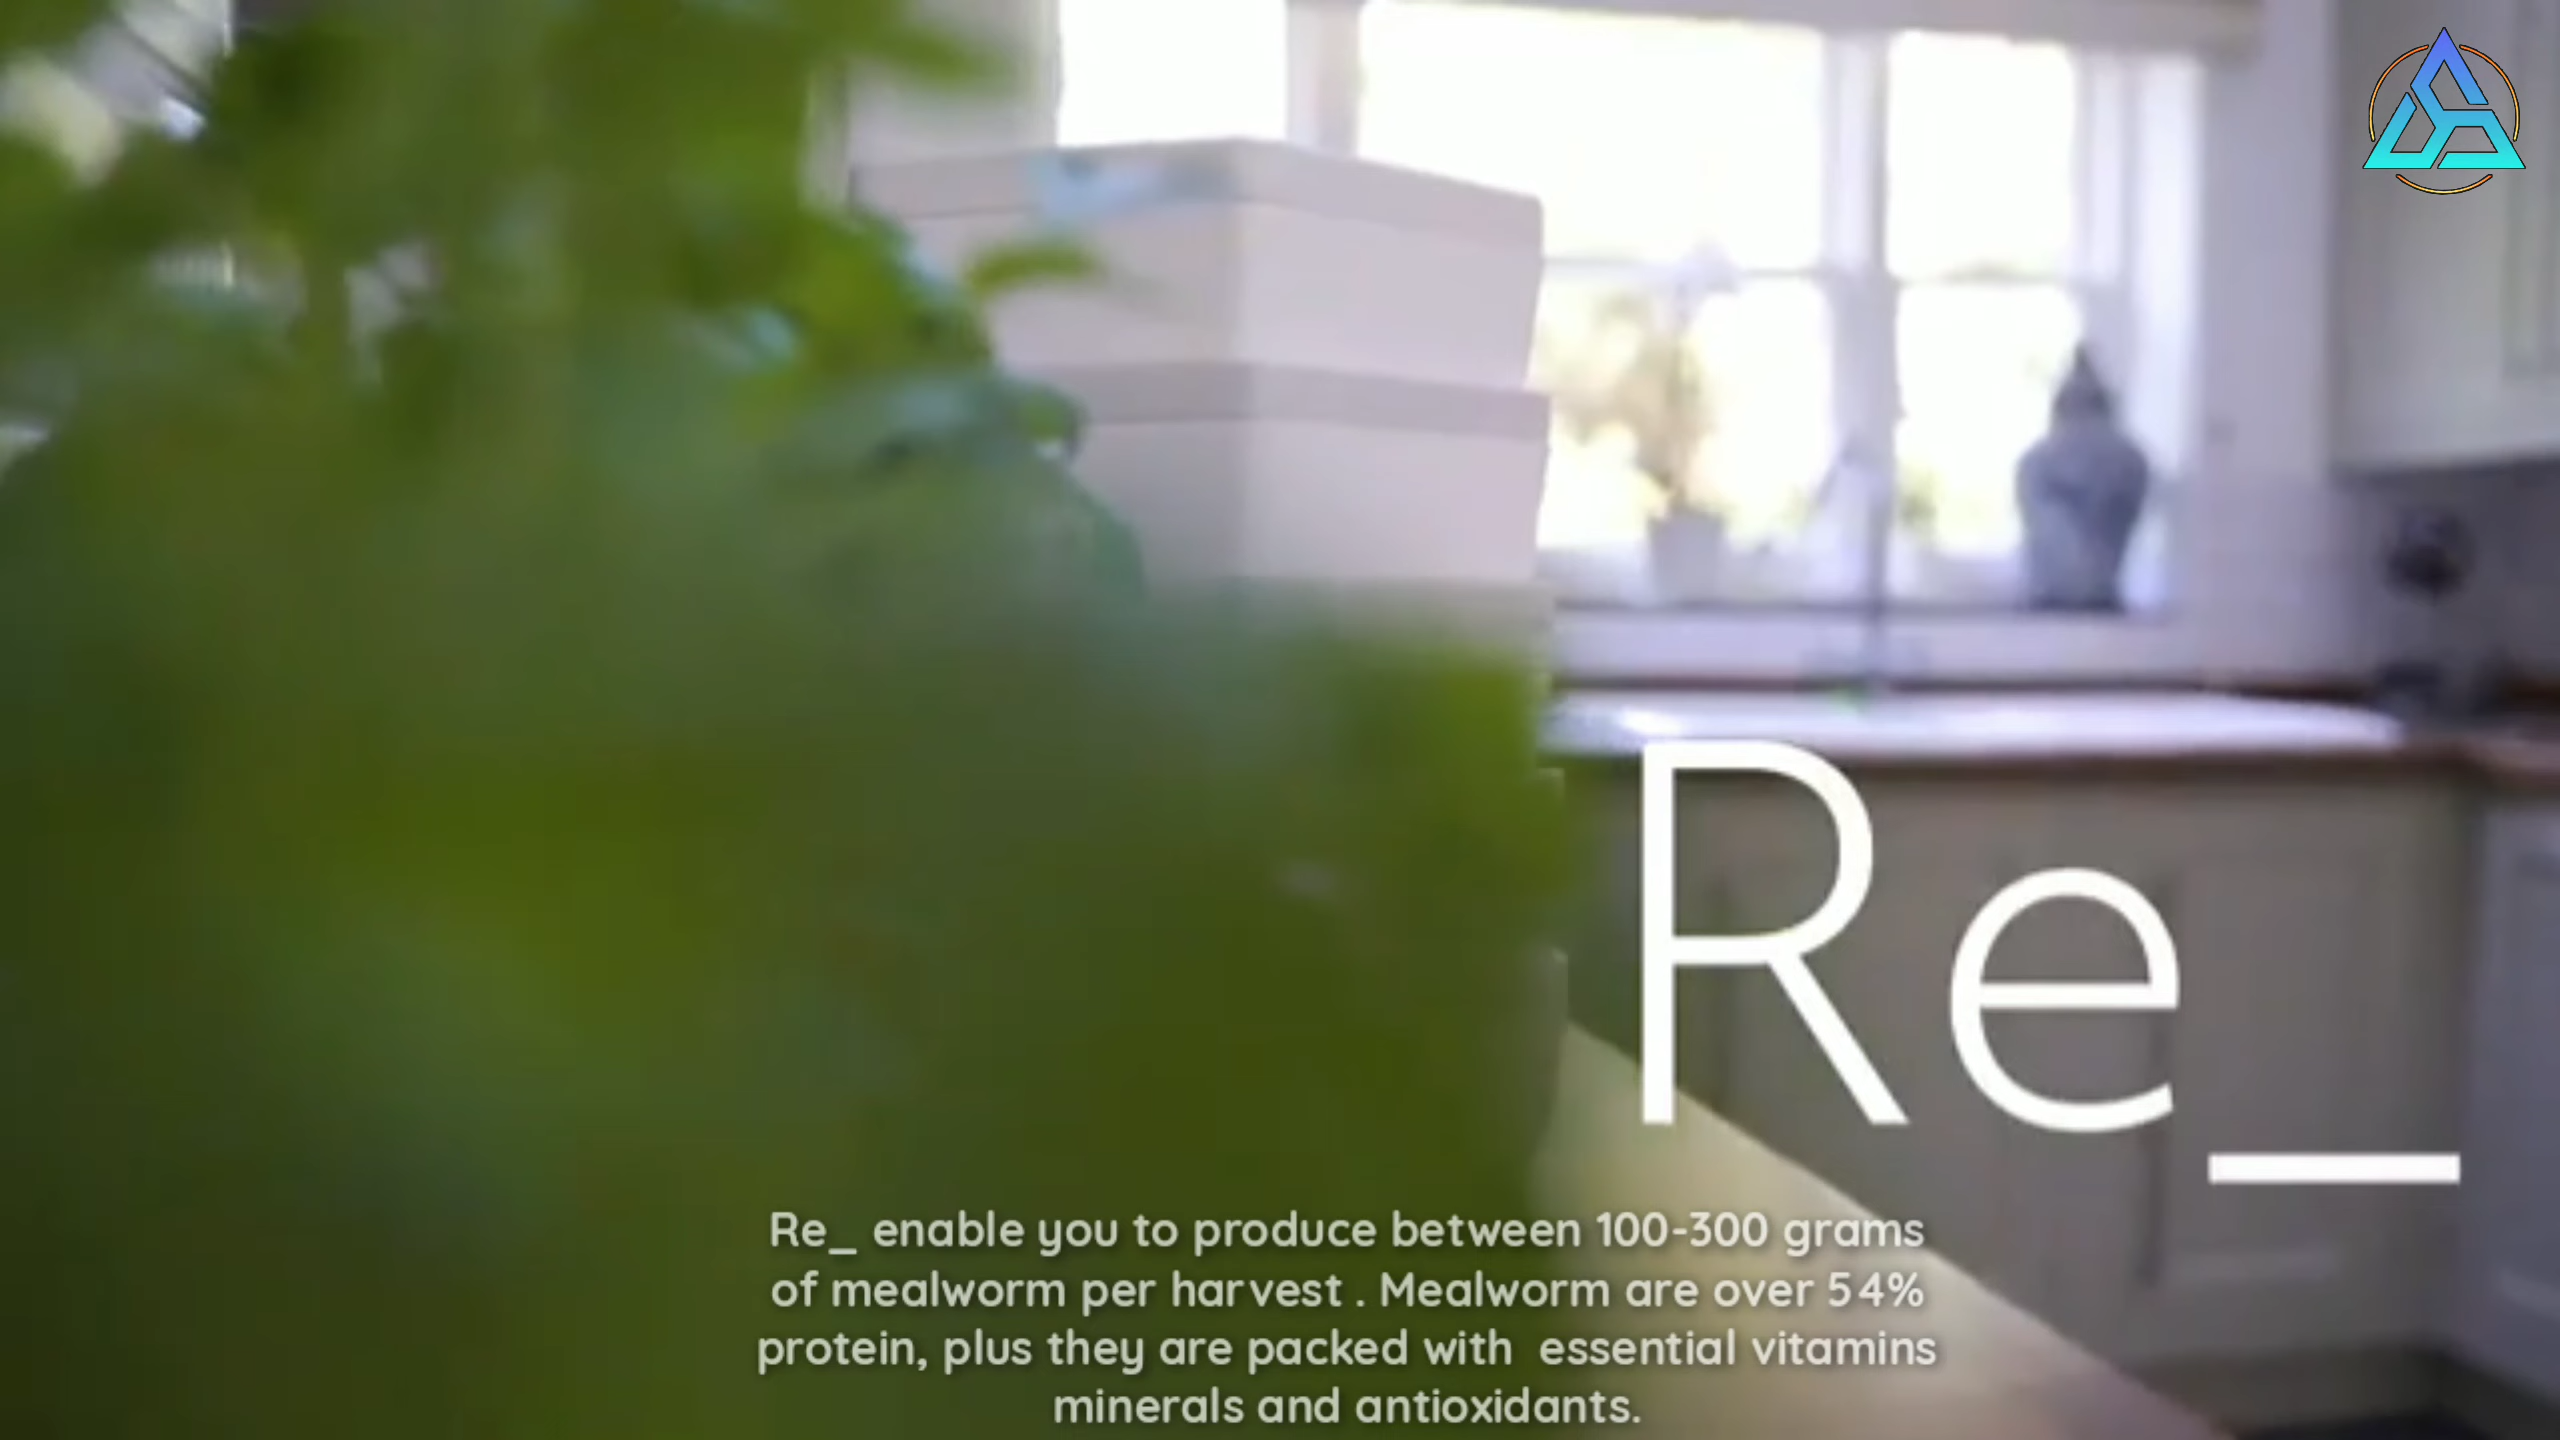 Re_
Re_ enable you to produce between 100-300 grams
of mealworm per harvest . Mealworm are over 54%
protein, plus they are packed with essential vitamins
minerals and antioxidants.